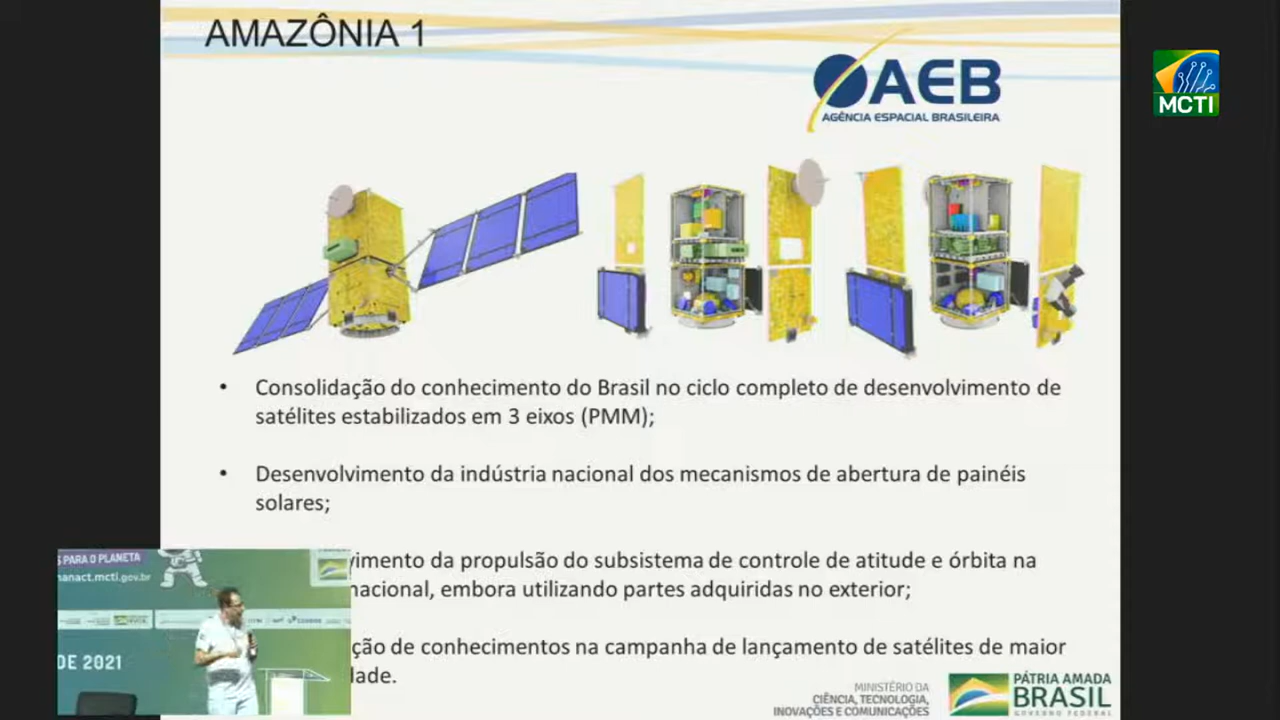 AMAZÔNIA 1
AEB
AGÊNCIA ESPACIAL BRASILEIRA
MCTI
• Consolidação do conhecimento do Brasil no ciclo completo de desenvolvimento de
satélites estabilizados em 3 eixos (PMM);
• Desenvolvimento da indústria nacional dos mecanismos de abertura de painéis
solares;
vimento da propulsão do subsistema de controle de atitude e órbita na
nacional, embora utilizando partes adquiridas no exterior;
ção de conhecimentos na campanha de lançamento de satélites de maior
dade.
S PARA O PLANETA
nanact.mcti.gov.br
DE 2021
MINISTÉRIO DA
CIÊNCIA, TECNOLOGIA,
INOVAÇÕES E COMUNICAÇÕES
PÁTRIA AMADA
BRASIL
GOVERNO FEDERAL